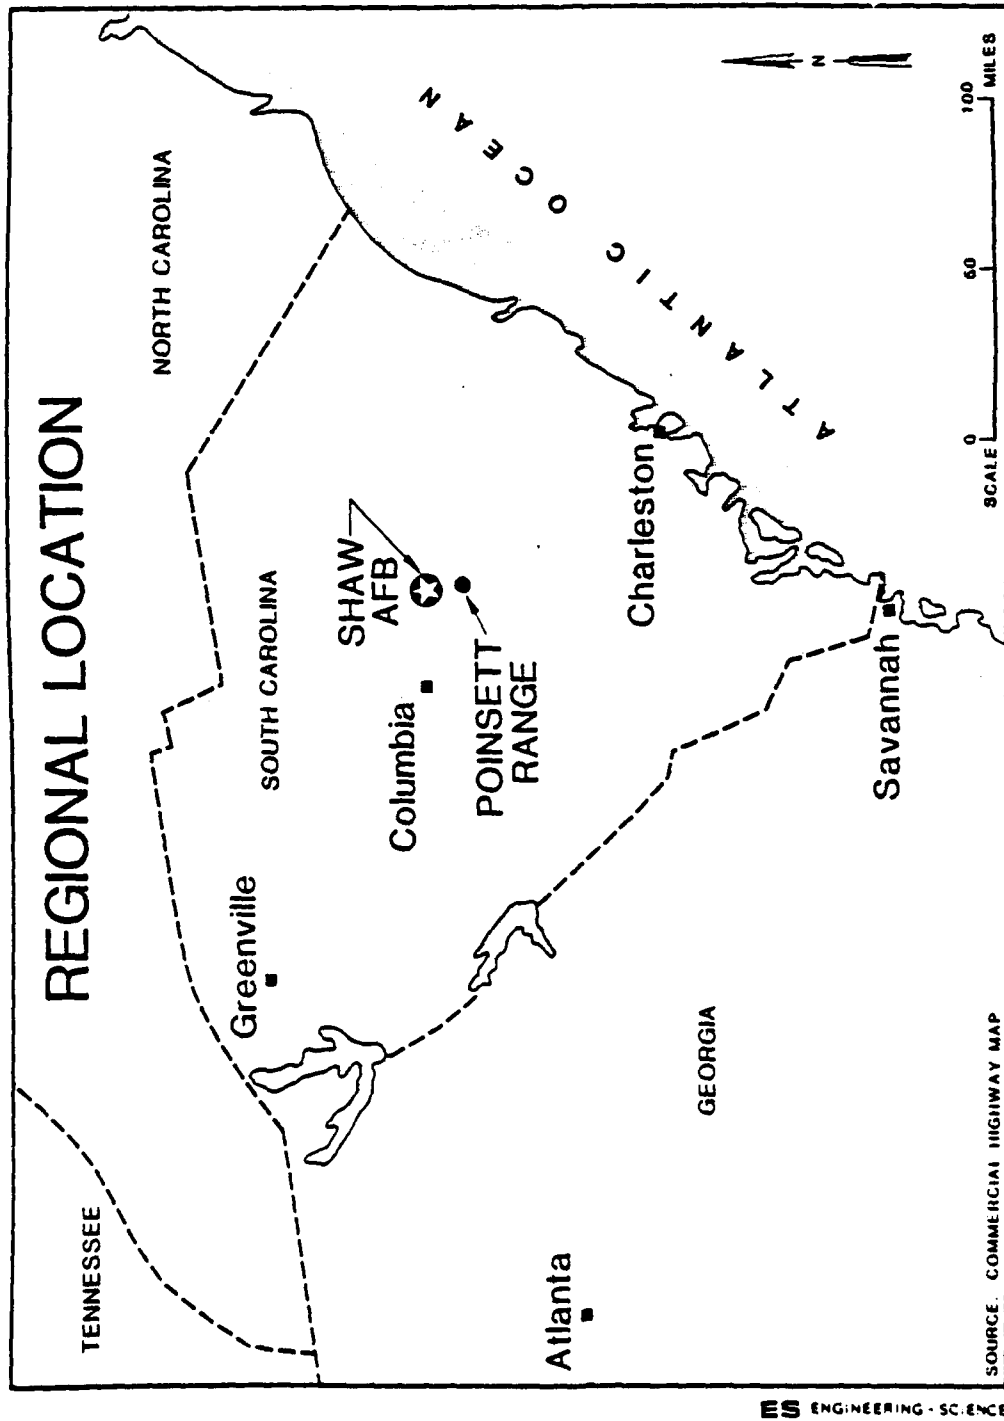 REGIONAL LOCATION
TENNESSEE
NORTH CAROLINA
Greenville
SOUTH CAROLINA
SHAW
AFB
Columbia
POINSETT
RANGE
Atlanta
GEORGIA
Charleston
Savannah
ATLANTIC OCEAN
N
0 50 100
SCALE MILES
SOURCE. COMMERCIAL HIGHWAY MAP
ES ENGINEERING-SCIENCE